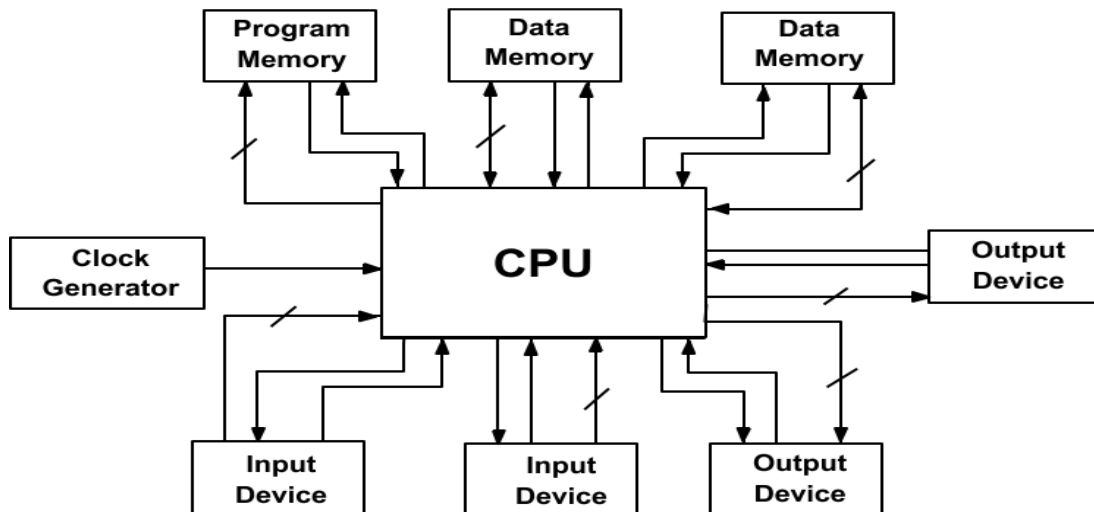 Program
Memory
Data
Memory
Data
Memory
Clock
Generator
CPU
Output
Device
Input
Device
Input
Device
Output
Device